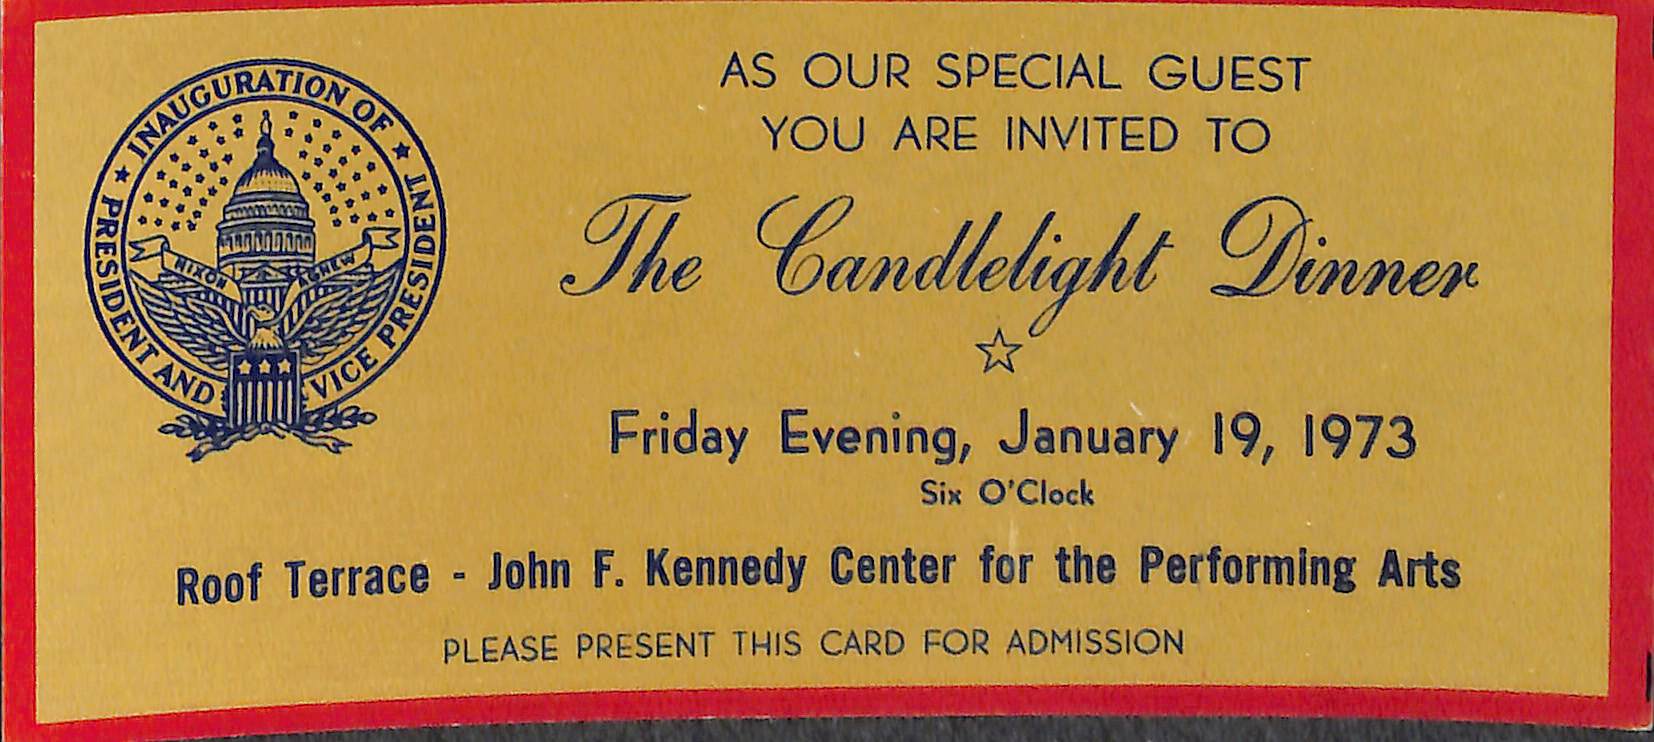 INAUGURATION OF
PRESIDENT AND VICE PRESIDENT
NIXON AGNEW
AS OUR SPECIAL GUEST
YOU ARE INVITED TO
The Candlelight Dinner
Friday Evening, January 19, 1973
Six O'Clock
Roof Terrace - John F. Kennedy Center for the Performing Arts
PLEASE PRESENT THIS CARD FOR ADMISSION